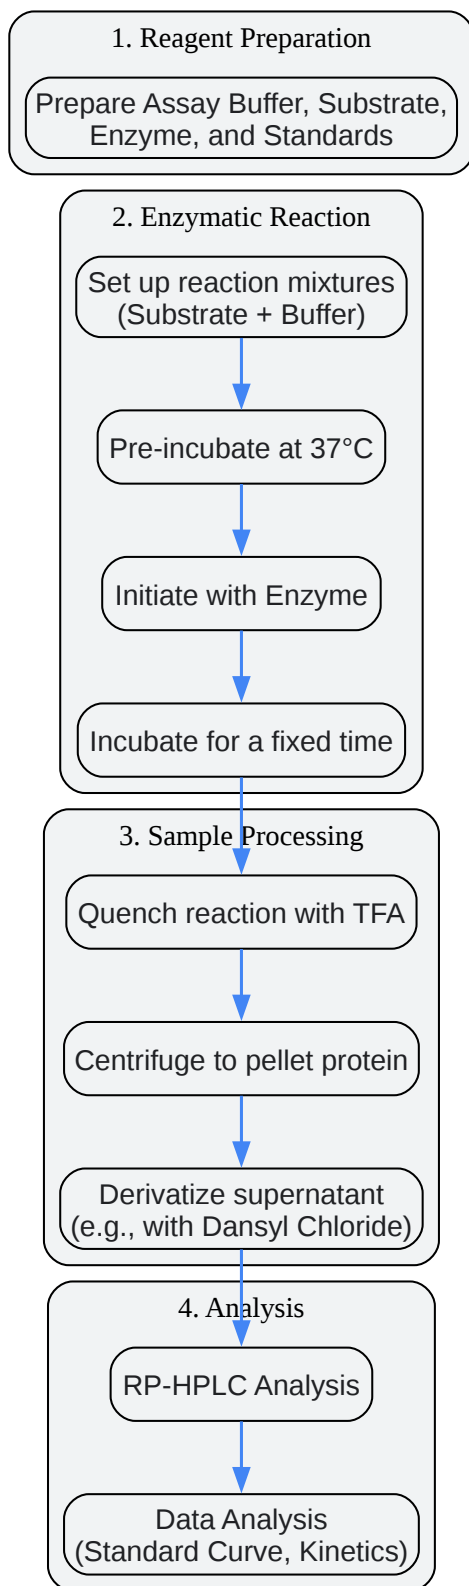 1. Reagent Preparation
Prepare Assay Buffer, Substrate,
Enzyme, and Standards
2. Enzymatic Reaction
Set up reaction mixtures
(Substrate + Buffer)
Pre-incubate at 37°C
Initiate with Enzyme
Incubate for a fixed time
3. Sample Processing
Quench reaction with TFA
Centrifuge to pellet protein
Derivatize supernatant
(e.g., with Dansyl Chloride)
4. Analysis
RP-HPLC Analysis
Data Analysis
(Standard Curve, Kinetics)